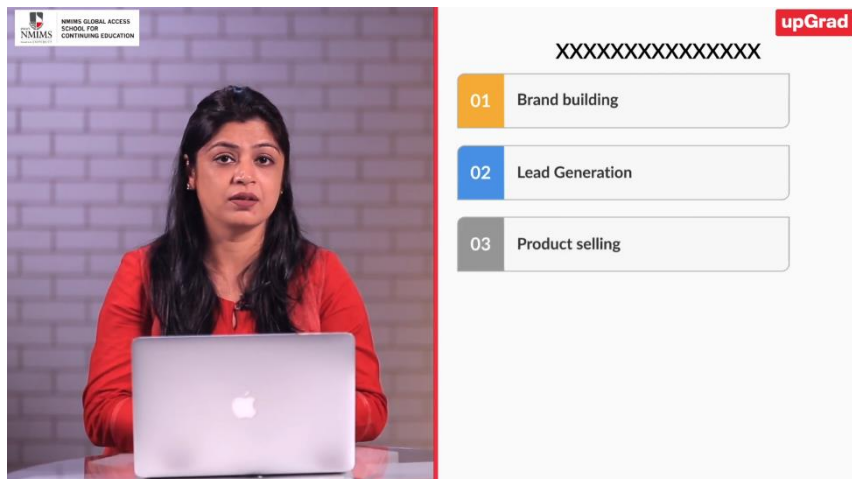 NMIMS GLOBAL ACCESS
SCHOOL FOR
CONTINUING EDUCATION
NMIMS
upGrad
XXXXXXXXXXXXXXX
01 Brand building
02 Lead Generation
03 Product selling